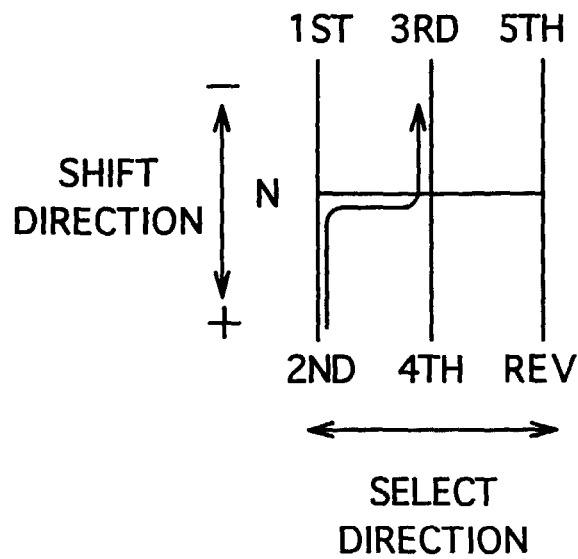 1ST 3RD 5TH
−
SHIFT
DIRECTION
N
+
2ND 4TH REV
SELECT
DIRECTION